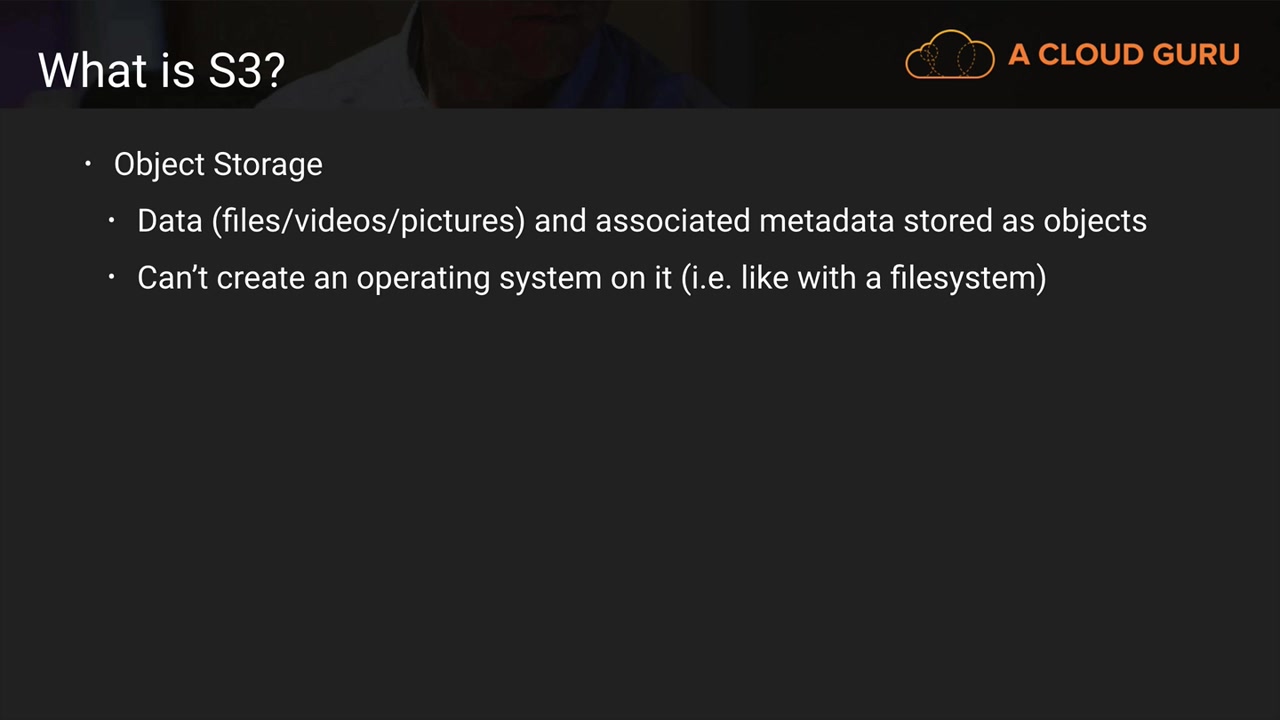 What is S3?
A CLOUD GURU
• Object Storage
• Data (files/videos/pictures) and associated metadata stored as objects
• Can’t create an operating system on it (i.e. like with a filesystem)